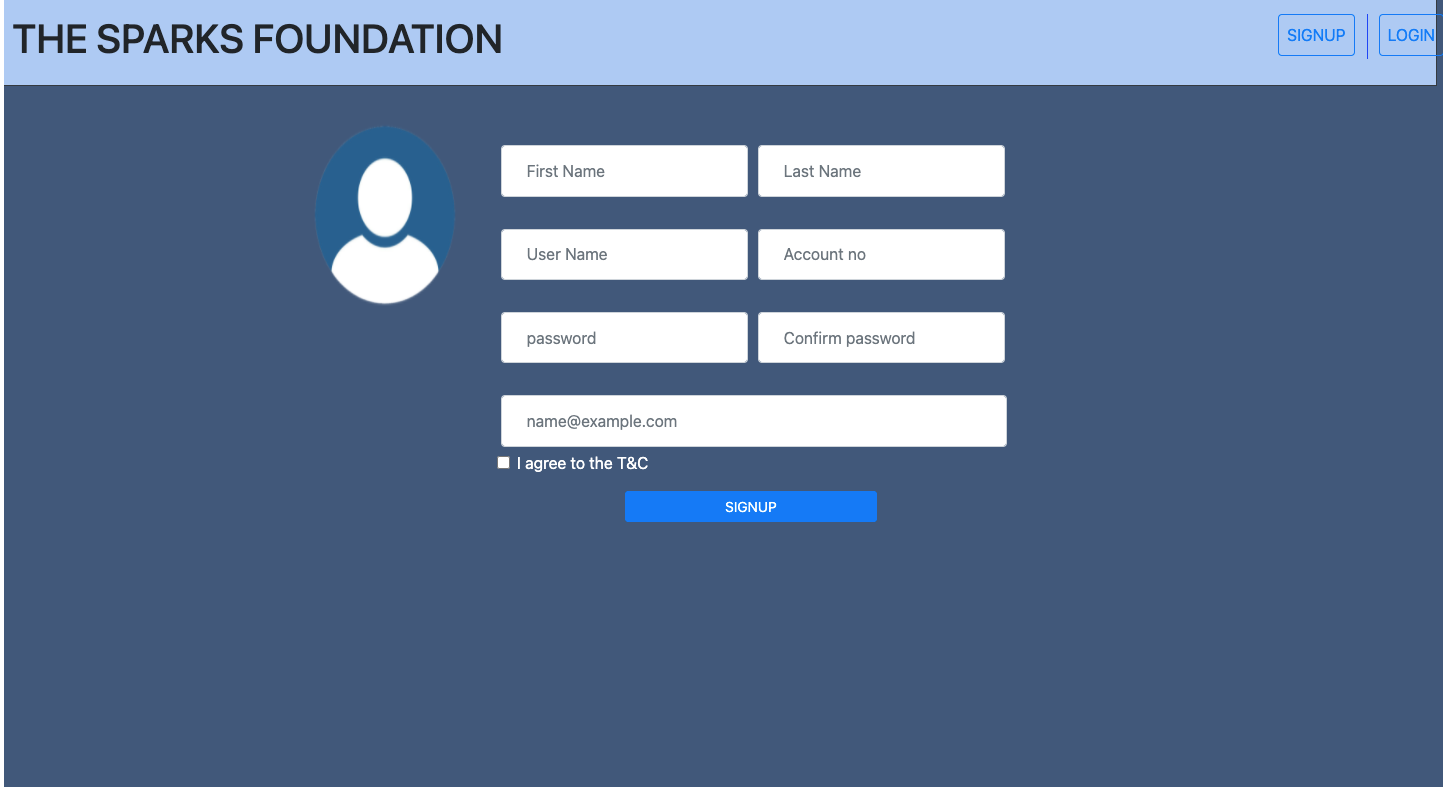 THE SPARKS FOUNDATION
SIGNUP
LOGIN
First Name
Last Name
User Name
Account no
password
Confirm password
name@example.com
I agree to the T&C
SIGNUP